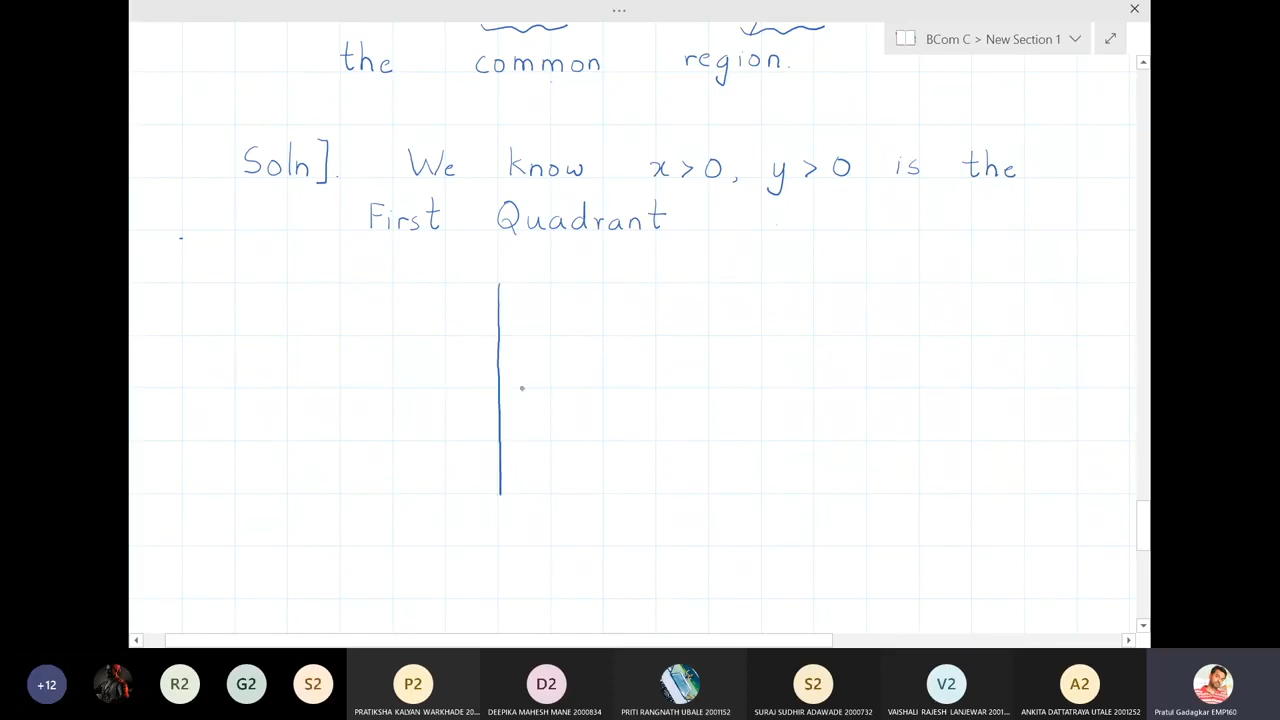 ...
BCom C > New Section 1
the common region.
Soln]. We know x > 0, y > 0 is the
First Quadrant
+12
R2
G2
S2
P2
D2
S2
V2
A2
PRATIKSHA KALYAN WARKHADE 20...
DEEPIKA MAHESH MANE 2000834
PRITI RANGNATH UBALE 2001152
SURAJ SUDHIR ADAWADE 2000732
VAISHALI RAJESH LANJEWAR 2001...
ANKITA DATTATRAYA UTALE 2001252
Pratul Gadagkar EMP160